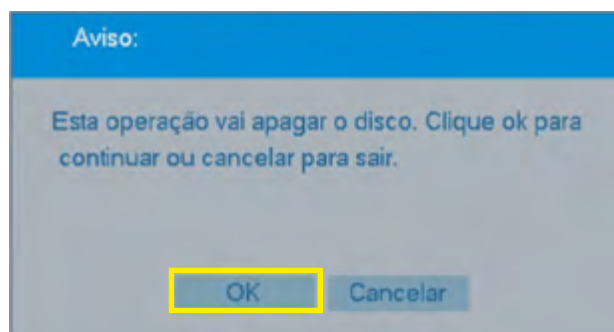 Aviso:
Esta operação vai apagar o disco. Clique ok para
continuar ou cancelar para sair.
OK Cancelar